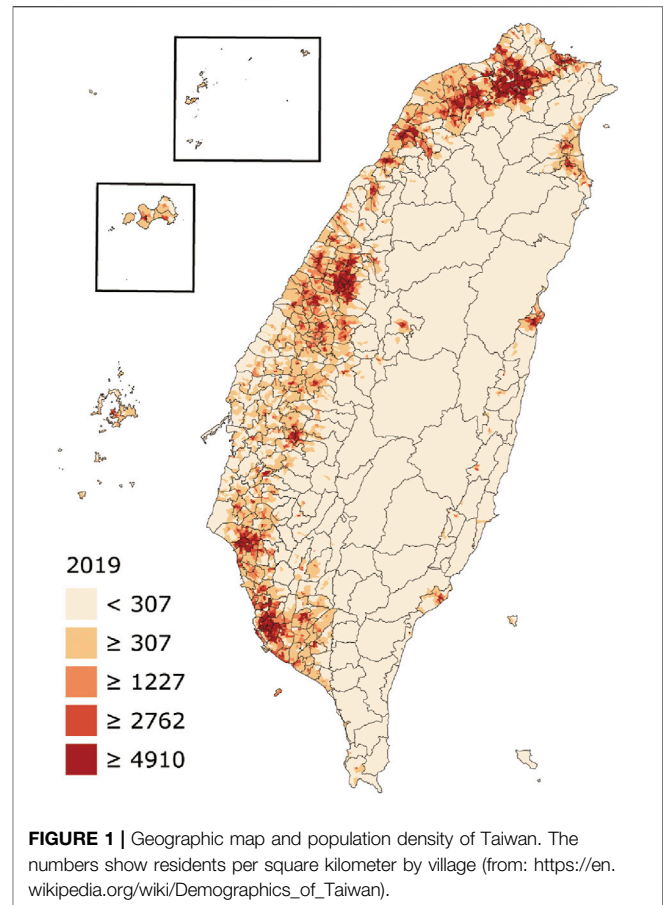 2019
< 307
≥ 307
≥ 1227
≥ 2762
≥ 4910
FIGURE 1 | Geographic map and population density of Taiwan. The
numbers show residents per square kilometer by village (from: https://en.
wikipedia.org/wiki/Demographics_of_Taiwan).